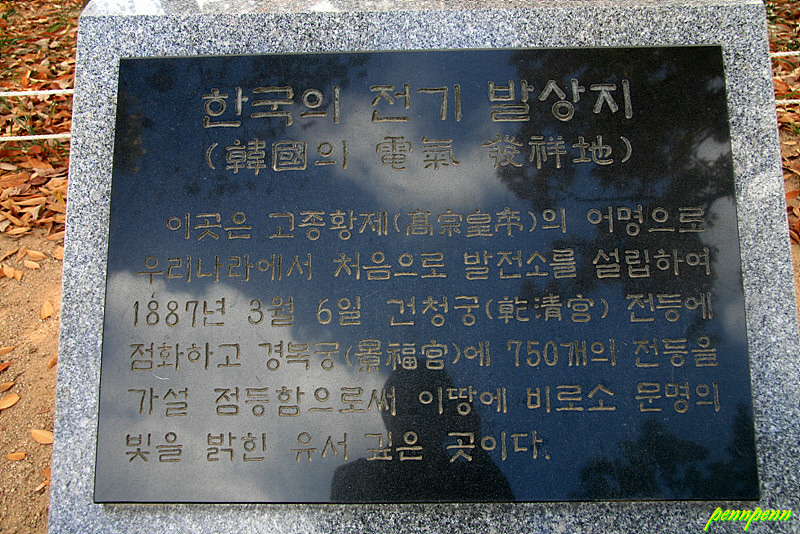 한국의 전기 발상지
(韓國의 電氣 發祥地)
이곳은 고종황제(高宗皇帝)의 어명으로
우리나라에서 처음으로 발전소를 설립하여
1887년 3월 6일 건청궁(乾清宮) 전등에
점화하고 경복궁(景福宮)에 750개의 전등을
가설 점등함으로써 이땅에 비로소 문명의
빛을 밝힌 유서 깊은 곳이다.
pennpenn